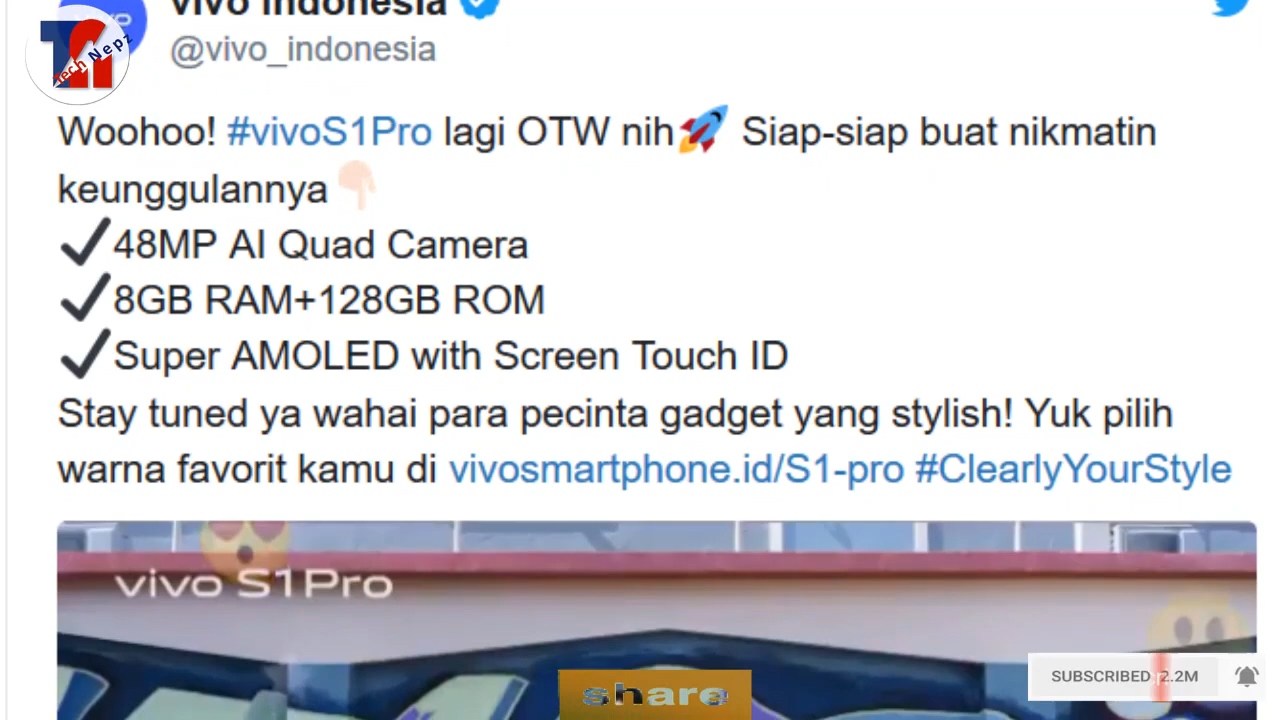 vivo indonesia
@vivo_indonesia
Tech Nepz
Woohoo! #vivoS1Pro lagi OTW nih🚀 Siap-siap buat nikmatin
keunggulannya👇🏻
✔48MP AI Quad Camera
✔8GB RAM+128GB ROM
✔Super AMOLED with Screen Touch ID
Stay tuned ya wahai para pecinta gadget yang stylish! Yuk pilih
warna favorit kamu di vivosmartphone.id/S1-pro #ClearlyYourStyle
vivo S1Pro
share
SUBSCRIBED 2.2M